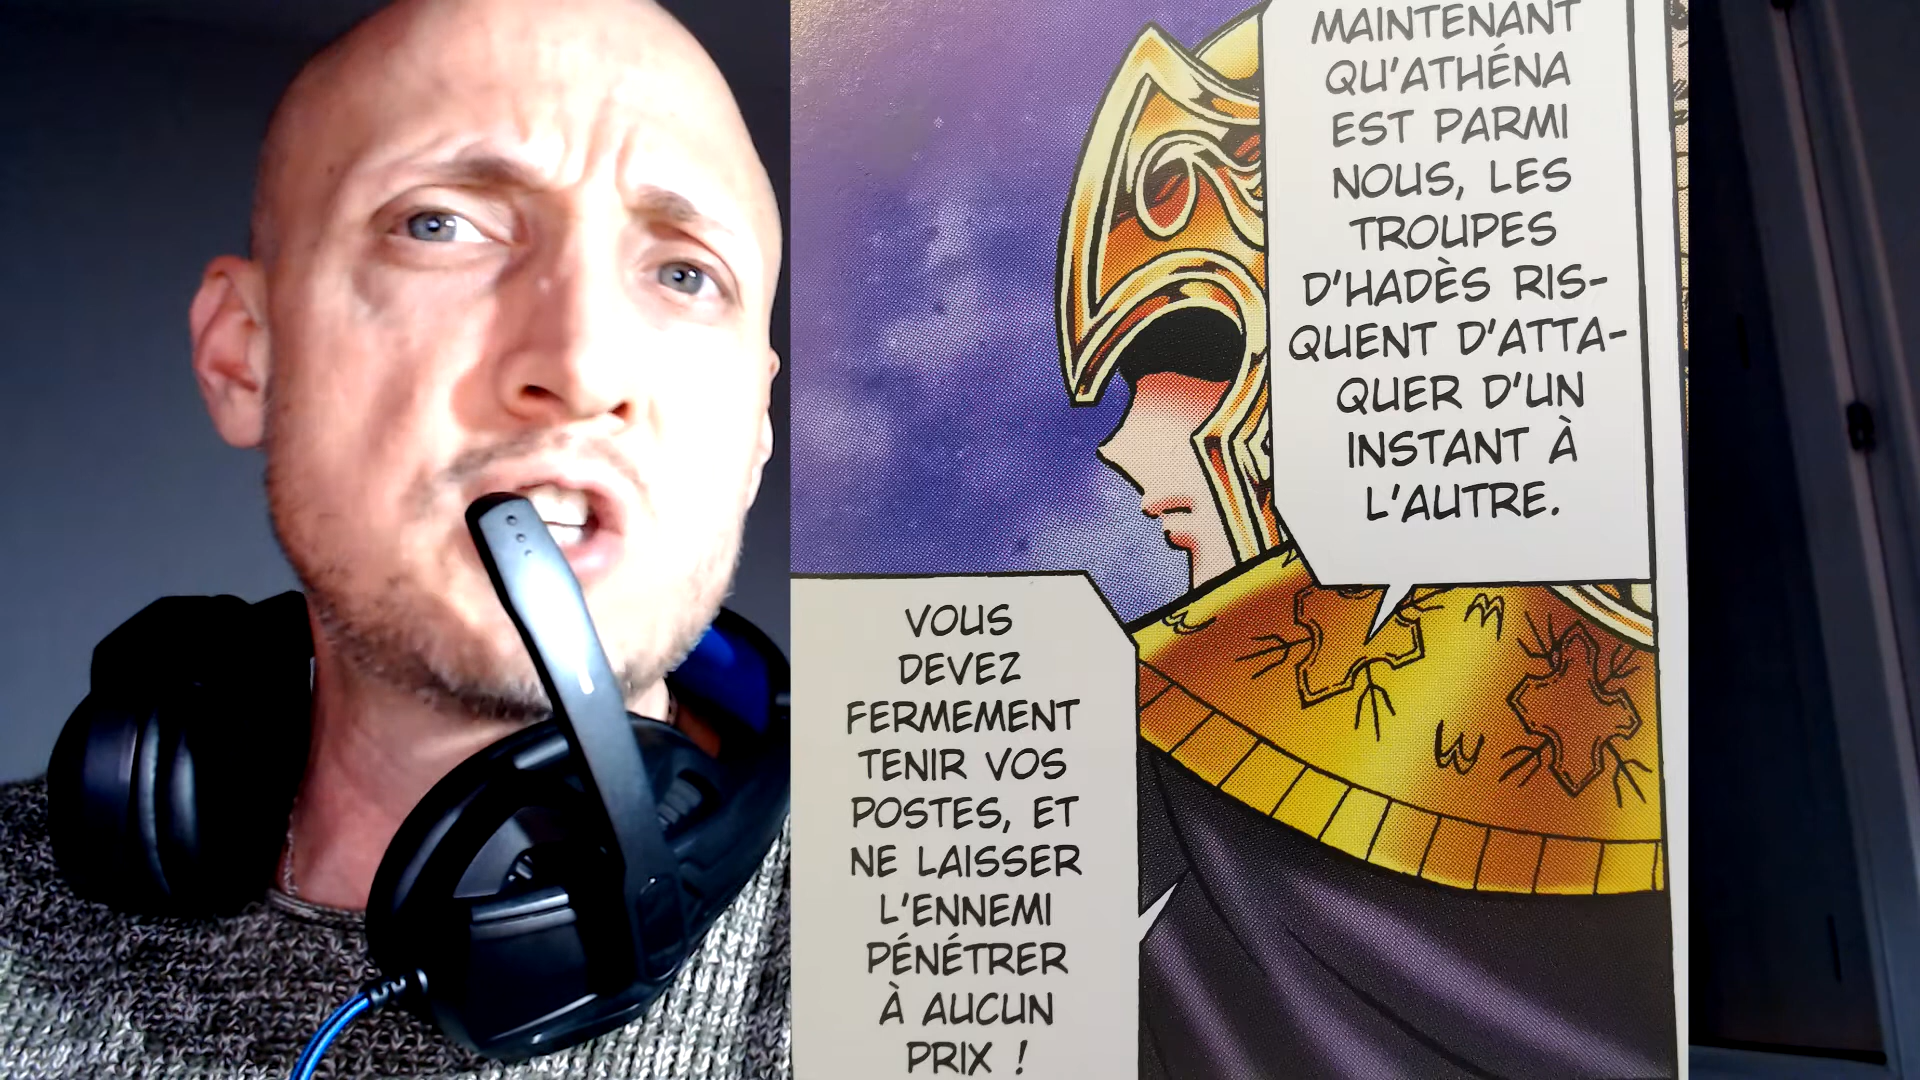 MAINTENANT
QU'ATHÉNA
EST PARMI
NOUS, LES
TROUPES
D'HADÈS RIS-
QUENT D'ATTA-
QUER D'UN
INSTANT À
L'AUTRE.
VOUS
DEVEZ
FERMEMENT
TENIR VOS
POSTES, ET
NE LAISSER
L'ENNEMI
PÉNÉTRER
À AUCUN
PRIX !